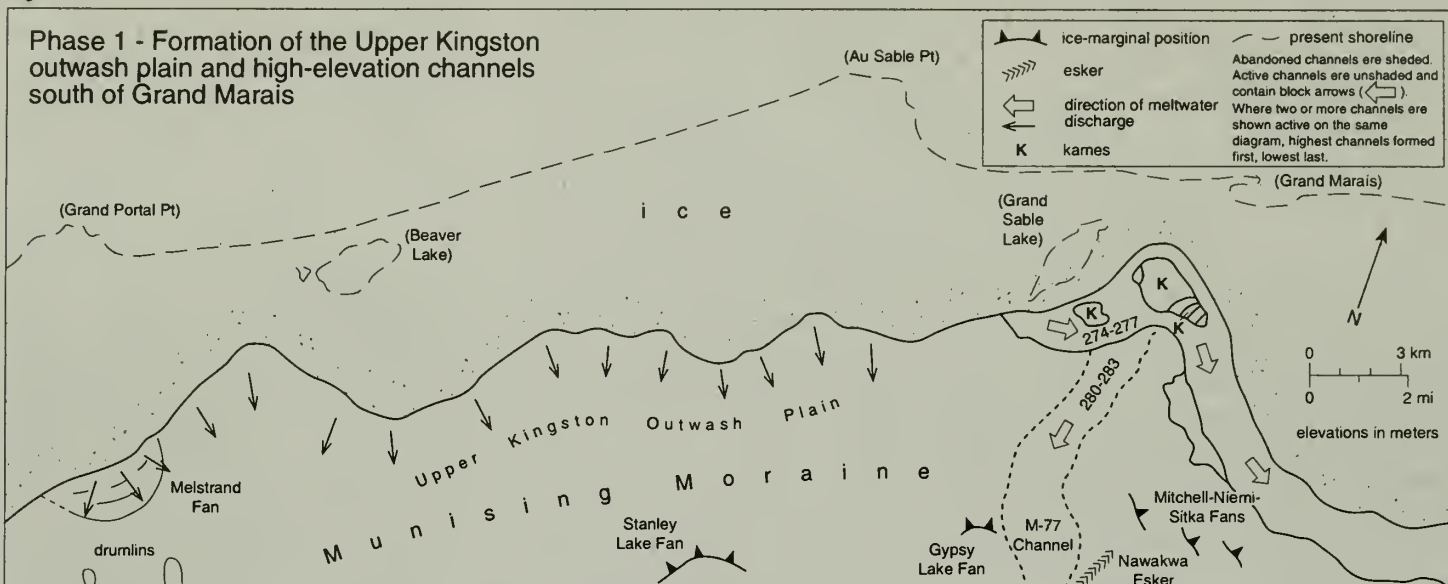 Phase 1 - Formation of the Upper Kingston
outwash plain and high-elevation channels
south of Grand Marais
ice-marginal position
esker
direction of meltwater
discharge
K
kames
present shoreline
Abandoned channels are sheded.
Active channels are unshaded and
contain block arrows ( ).
Where two or more channels are
shown active on the same
diagram, highest channels formed
first, lowest last.
(Au Sable Pt)
(Grand Marais)
(Grand Portal Pt)
(Beaver
Lake)
ice
(Grand
Sable
Lake)
K
K
K
274-277
280-283
N
0 3 km
0 2 mi
elevations in meters
Upper Kingston Outwash Plain
Munising Moraine
Melstrand
Fan
drumlins
Stanley
Lake Fan
Gypsy
Lake Fan
M-77
Channel
Mitchell-Niemi-
Sitka Fans
Nawakwa
Esker